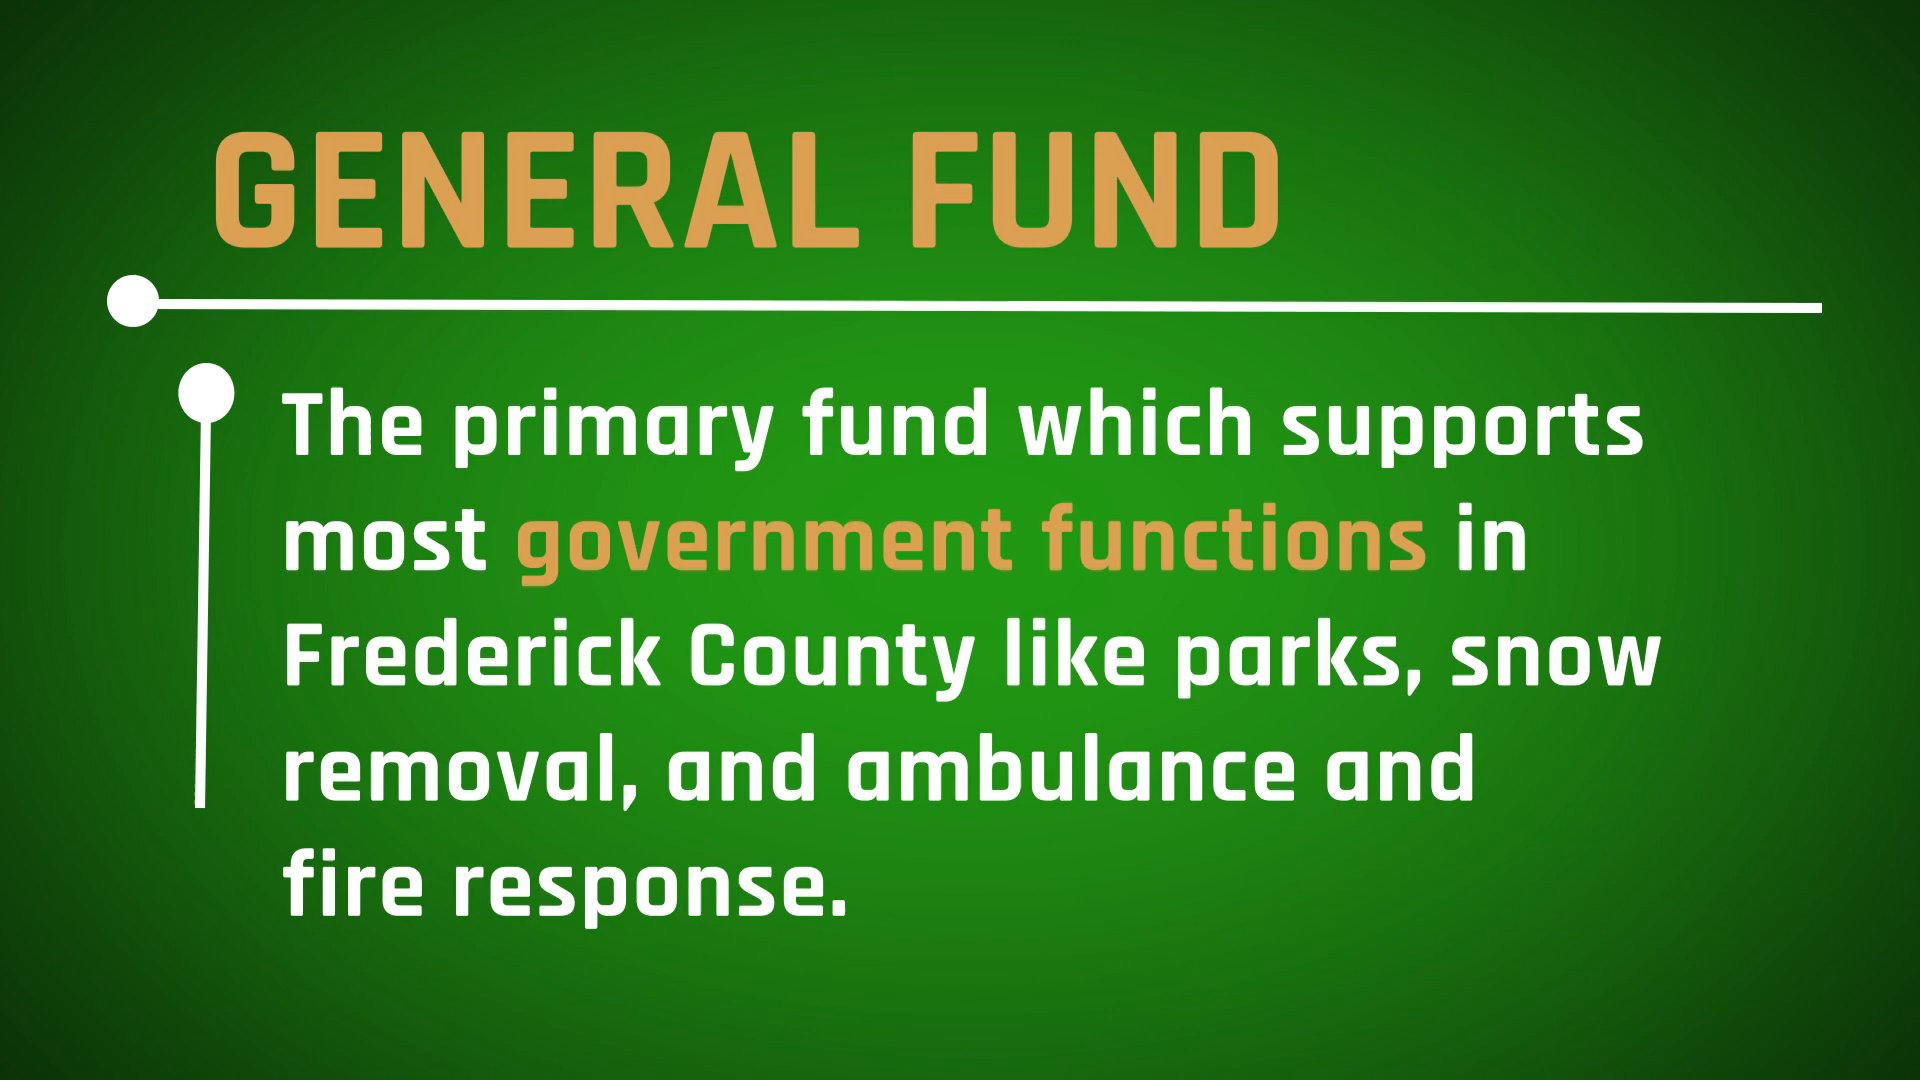 GENERAL FUND
The primary fund which supports
most government functions in
Frederick County like parks, snow
removal, and ambulance and
fire response.